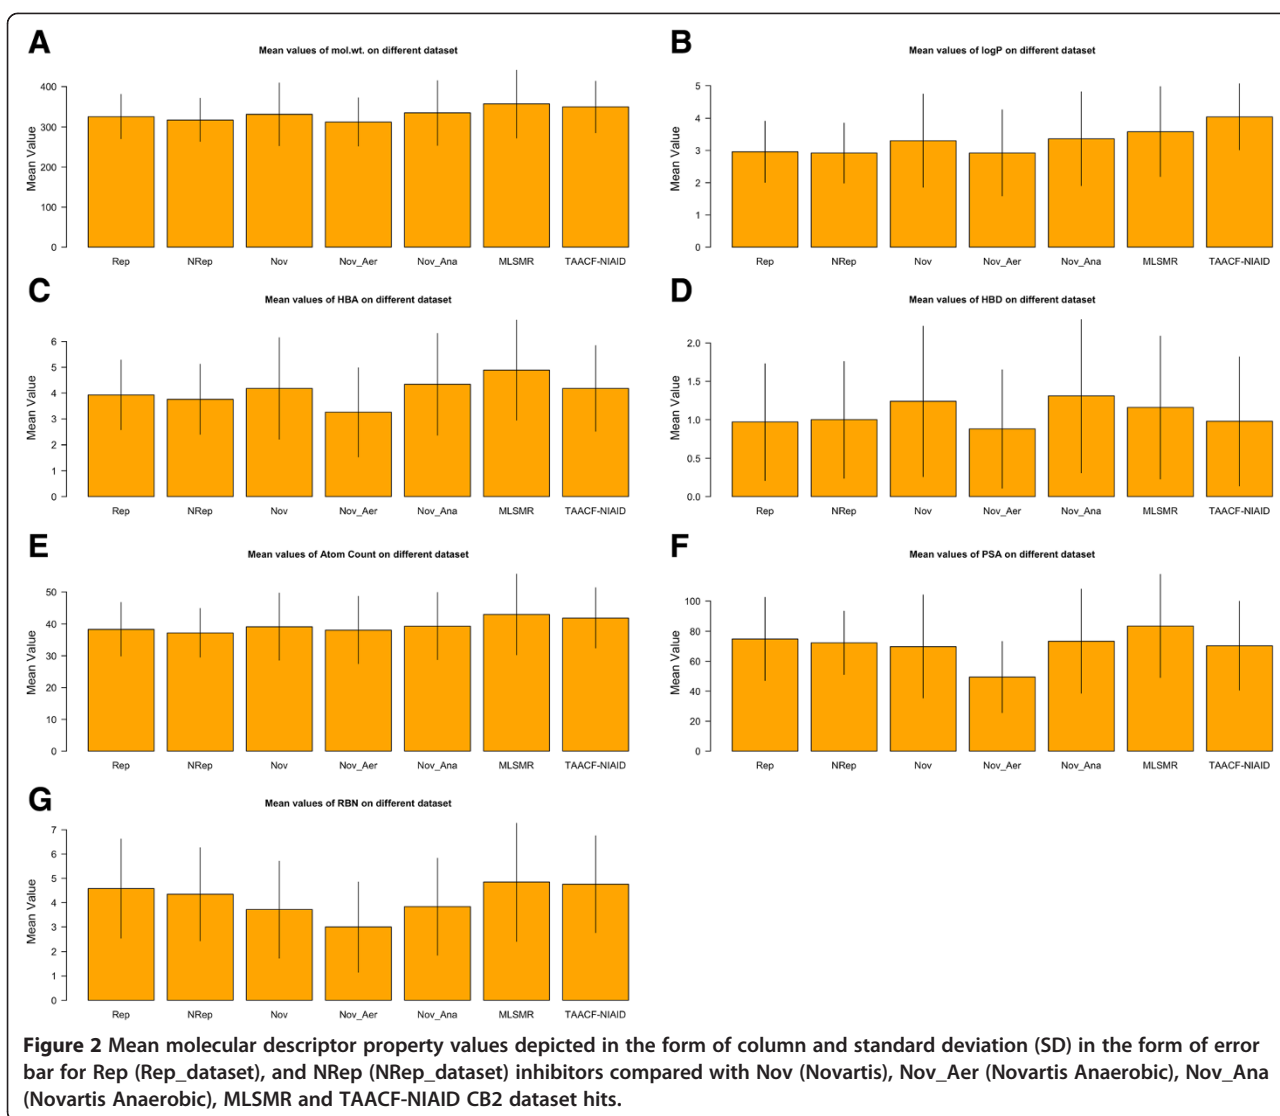 A
Mean values of mol.wt. on different dataset
Mean Value
400
300
200
100
0
Rep NRep Nov Nov_Aer Nov_Ana MLSMR TAACF-NIAID
B
Mean values of logP on different dataset
Mean Value
5
4
3
2
1
0
Rep NRep Nov Nov_Aer Nov_Ana MLSMR TAACF-NIAID
C
Mean values of HBA on different dataset
Mean Value
6
5
4
3
2
1
0
Rep NRep Nov Nov_Aer Nov_Ana MLSMR TAACF-NIAID
D
Mean values of HBD on different dataset
Mean Value
2.0
1.5
1.0
0.5
0.0
Rep NRep Nov Nov_Aer Nov_Ana MLSMR TAACF-NIAID
E
Mean values of Atom Count on different dataset
Mean Value
50
40
30
20
10
0
Rep NRep Nov Nov_Aer Nov_Ana MLSMR TAACF-NIAID
F
Mean values of PSA on different dataset
Mean Value
100
80
60
40
20
0
Rep NRep Nov Nov_Aer Nov_Ana MLSMR TAACF-NIAID
G
Mean values of RBN on different dataset
Mean Value
7
6
5
4
3
2
1
0
Rep NRep Nov Nov_Aer Nov_Ana MLSMR TAACF-NIAID
Figure 2 Mean molecular descriptor property values depicted in the form of column and standard deviation (SD) in the form of error
bar for Rep (Rep_dataset), and NRep (NRep_dataset) inhibitors compared with Nov (Novartis), Nov_Aer (Novartis Anaerobic), Nov_Ana
(Novartis Anaerobic), MLSMR and TAACF-NIAID CB2 dataset hits.